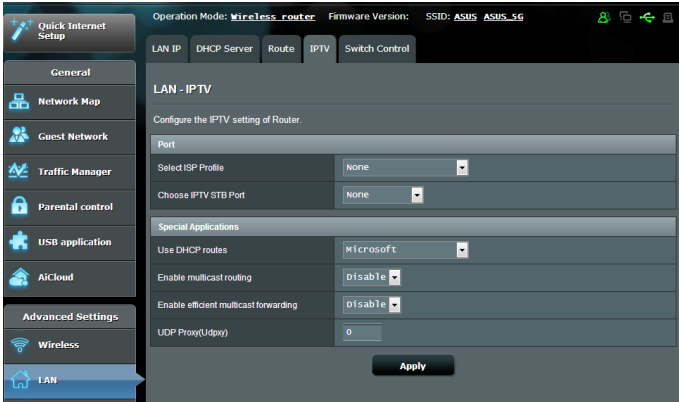 Quick Internet
Setup
General
Network Map
Guest Network
Traffic Manager
Parental control
USB application
AiCloud
Advanced Settings
Wireless
LAN
Operation Mode: Wireless router Firmware Version: SSID: ASUS ASUS_5G
LAN IP DHCP Server Route IPTV Switch Control
LAN - IPTV
Configure the IPTV setting of Router.
Port
Select ISP Profile None
Choose IPTV STB Port None
Special Applications
Use DHCP routes Microsoft
Enable multicast routing Disable
Enable efficient multicast forwarding Disable
UDP Proxy(Udpxy) 0
Apply